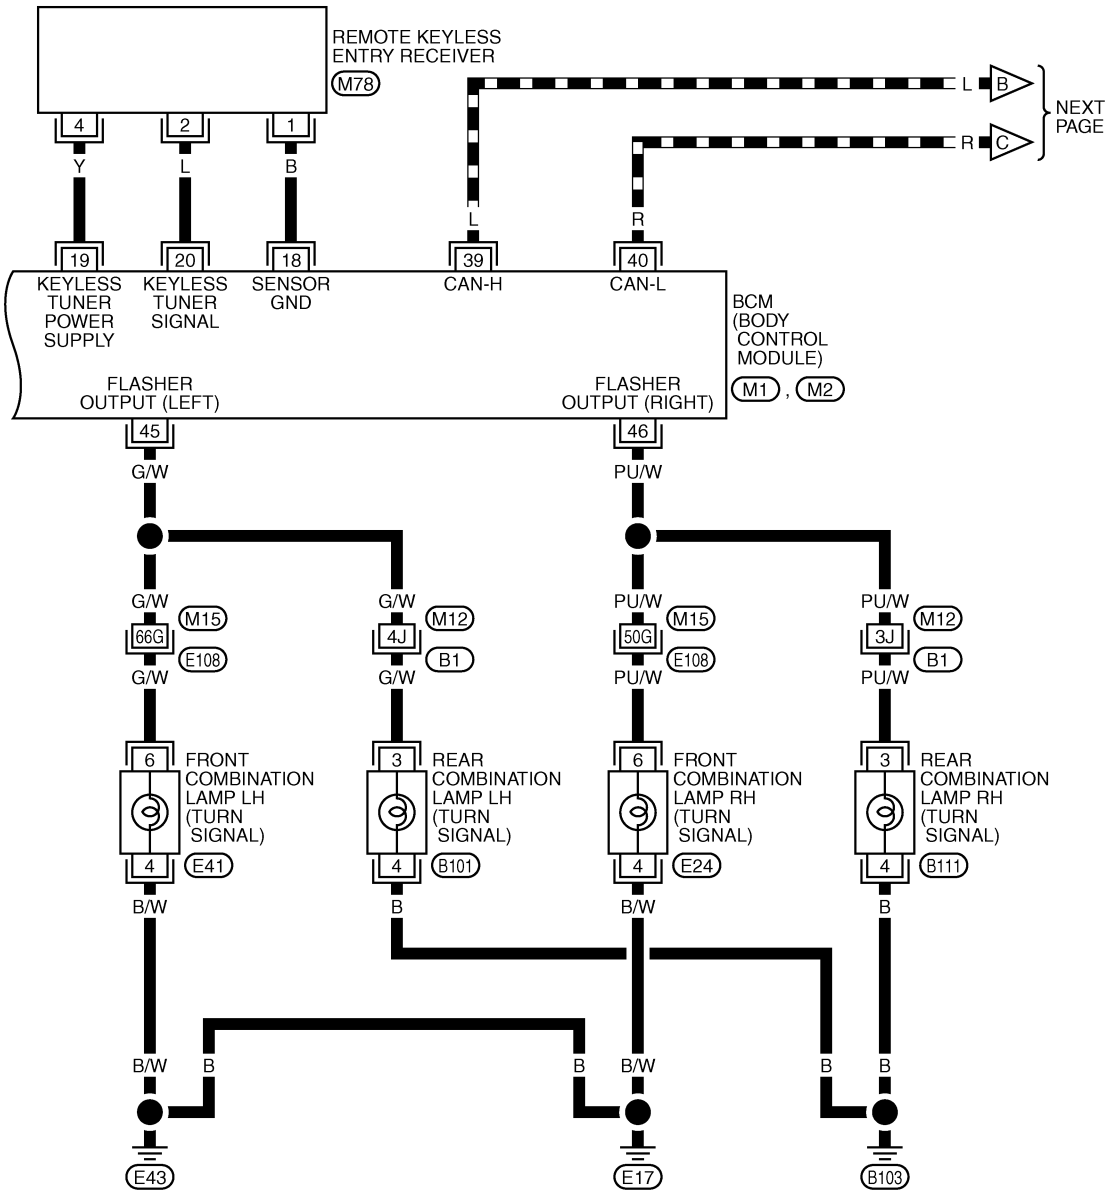 REMOTE KEYLESS
ENTRY RECEIVER
M78
4
2
1
Y
L
B
L
B
R
C
NEXT
PAGE
L
R
19
20
18
39
40
KEYLESS
TUNER
POWER
SUPPLY
KEYLESS
TUNER
SIGNAL
SENSOR
GND
CAN-H
CAN-L
BCM
(BODY
CONTROL
MODULE)
M1 , M2
FLASHER
OUTPUT (LEFT)
FLASHER
OUTPUT (RIGHT)
45
46
G/W
PU/W
G/W
G/W
PU/W
PU/W
66G
M15
E108
4J
M12
B1
50G
M15
E108
3J
M12
B1
G/W
G/W
PU/W
PU/W
6
FRONT
COMBINATION
LAMP LH
(TURN
SIGNAL)
4
E41
3
REAR
COMBINATION
LAMP LH
(TURN
SIGNAL)
4
B101
6
FRONT
COMBINATION
LAMP RH
(TURN
SIGNAL)
4
E24
3
REAR
COMBINATION
LAMP RH
(TURN
SIGNAL)
4
B111
B/W
B
B/W
B
B/W
B
B
B/W
B
B
E43
E17
B103